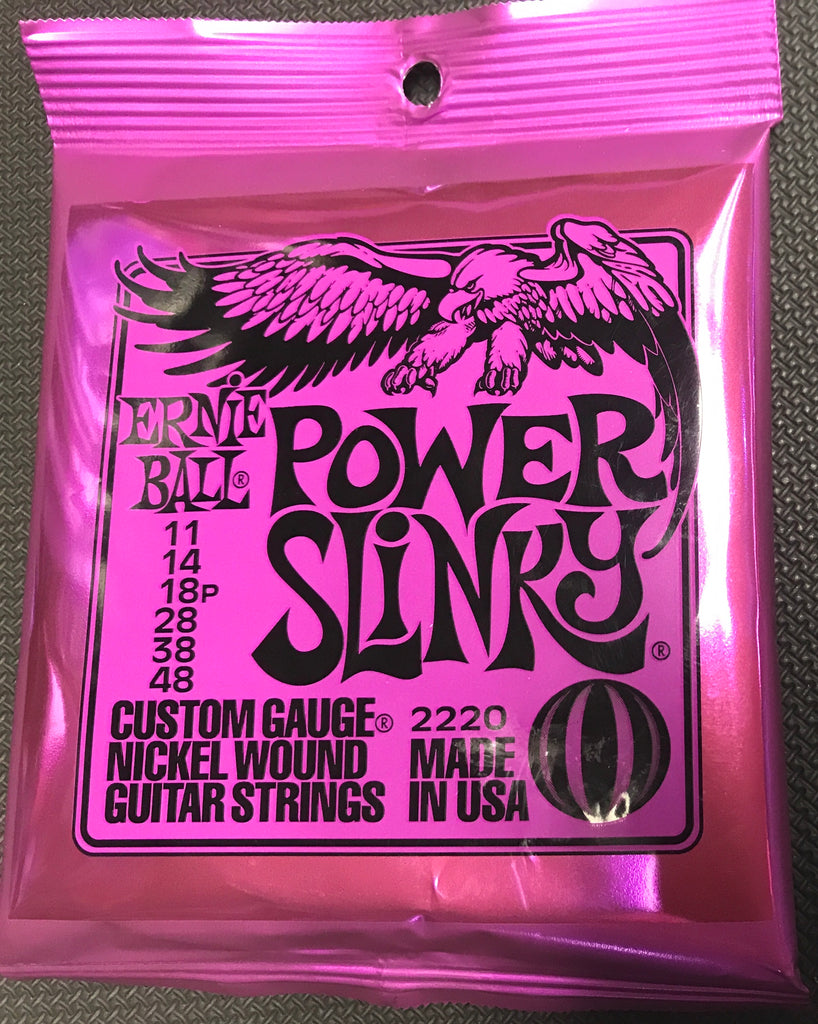 ERNIE
BALL®
POWER
SLINKY®
11
14
18P
28
38
48
CUSTOM GAUGE®
NICKEL WOUND
GUITAR STRINGS
2220
MADE
IN USA